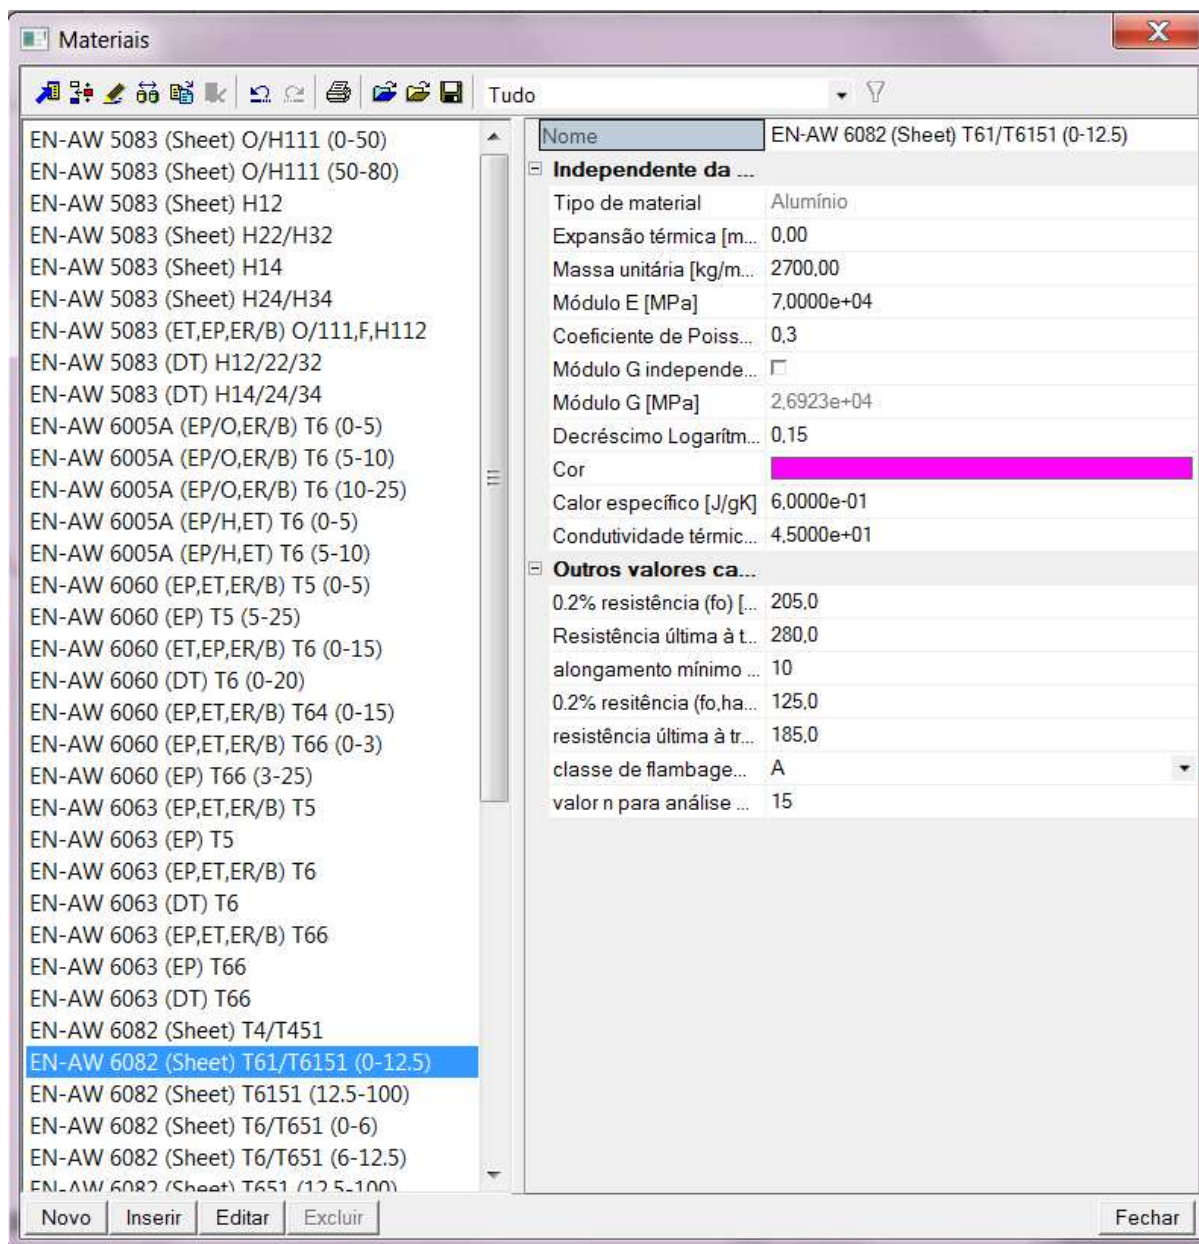 Materiais
Tudo
EN-AW 5083 (Sheet) O/H111 (0-50)
EN-AW 5083 (Sheet) O/H111 (50-80)
EN-AW 5083 (Sheet) H12
EN-AW 5083 (Sheet) H22/H32
EN-AW 5083 (Sheet) H14
EN-AW 5083 (Sheet) H24/H34
EN-AW 5083 (ET,EP,ER/B) O/111,F,H112
EN-AW 5083 (DT) H12/22/32
EN-AW 5083 (DT) H14/24/34
EN-AW 6005A (EP/O,ER/B) T6 (0-5)
EN-AW 6005A (EP/O,ER/B) T6 (5-10)
EN-AW 6005A (EP/O,ER/B) T6 (10-25)
EN-AW 6005A (EP/H,ET) T6 (0-5)
EN-AW 6005A (EP/H,ET) T6 (5-10)
EN-AW 6060 (EP,ET,ER/B) T5 (0-5)
EN-AW 6060 (EP) T5 (5-25)
EN-AW 6060 (ET,EP,ER/B) T6 (0-15)
EN-AW 6060 (DT) T6 (0-20)
EN-AW 6060 (EP,ET,ER/B) T64 (0-15)
EN-AW 6060 (EP,ET,ER/B) T66 (0-3)
EN-AW 6060 (EP) T66 (3-25)
EN-AW 6063 (EP,ET,ER/B) T5
EN-AW 6063 (EP) T5
EN-AW 6063 (EP,ET,ER/B) T6
EN-AW 6063 (DT) T6
EN-AW 6063 (EP,ET,ER/B) T66
EN-AW 6063 (EP) T66
EN-AW 6063 (DT) T66
EN-AW 6082 (Sheet) T4/T451
EN-AW 6082 (Sheet) T61/T6151 (0-12.5)
EN-AW 6082 (Sheet) T6151 (12.5-100)
EN-AW 6082 (Sheet) T6/T651 (0-6)
EN-AW 6082 (Sheet) T6/T651 (6-12.5)
EN-AW 6082 (Sheet) T651 (12.5-100)
Nome EN-AW 6082 (Sheet) T61/T6151 (0-12.5)
Independente da ...
Tipo de material Alumínio
Expansão térmica [m... 0,00
Massa unitária [kg/m... 2700,00
Módulo E [MPa] 7,0000e+04
Coeficiente de Poiss... 0,3
Módulo G independe...
Módulo G [MPa] 2,6923e+04
Decréscimo Logarítm... 0,15
Cor
Calor específico [J/gK] 6,0000e-01
Condutividade térmic... 4,5000e+01
Outros valores ca...
0.2% resistência (fo) [... 205,0
Resistência última à t... 280,0
alongamento mínimo ... 10
0.2% resitência (fo,ha... 125,0
resistência última à tr... 185,0
classe de flambage... A
valor n para análise ... 15
Novo Inserir Editar Excluir Fechar